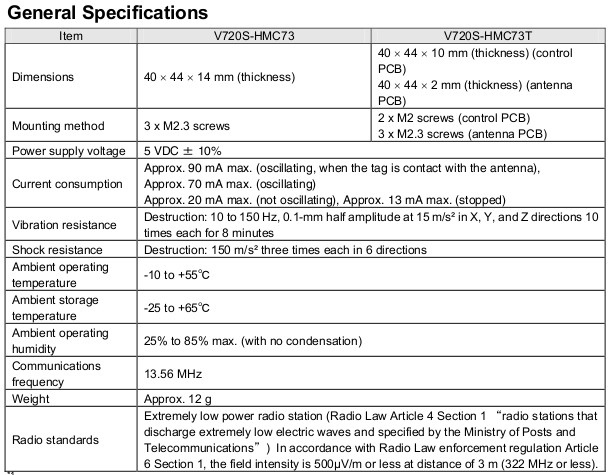 General Specifications
Item V720S-HMC73 V720S-HMC73T
Dimensions 40 × 44 × 14 mm (thickness) 40 × 44 × 10 mm (thickness) (control
PCB)
40 × 44 × 2 mm (thickness) (antenna
PCB)
Mounting method 3 x M2.3 screws 2 x M2 screws (control PCB)
3 x M2.3 screws (antenna PCB)
Power supply voltage 5 VDC ± 10%
Current consumption Approx. 90 mA max. (oscillating, when the tag is contact with the antenna),
Approx. 70 mA max. (oscillating)
Approx. 20 mA max. (not oscillating), Approx. 13 mA max. (stopped)
Vibration resistance Destruction: 10 to 150 Hz, 0.1-mm half amplitude at 15 m/s² in X, Y, and Z directions 10
times each for 8 minutes
Shock resistance Destruction: 150 m/s² three times each in 6 directions
Ambient operating
temperature -10 to +55°C
Ambient storage
temperature -25 to +65°C
Ambient operating
humidity 25% to 85% max. (with no condensation)
Communications
frequency 13.56 MHz
Weight Approx. 12 g
Radio standards Extremely low power radio station (Radio Law Article 4 Section 1 “radio stations that
discharge extremely low electric waves and specified by the Ministry of Posts and
Telecommunications”) In accordance with Radio Law enforcement regulation Article
6 Section 1, the field intensity is 500μV/m or less at distance of 3 m (322 MHz or less).